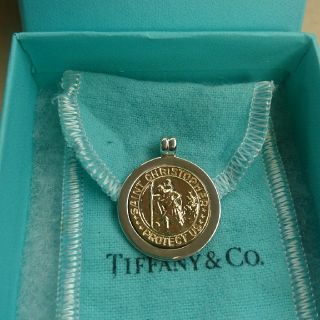 SAINT CHRISTOPHER
PROTECT US
TIFFANY & CO.